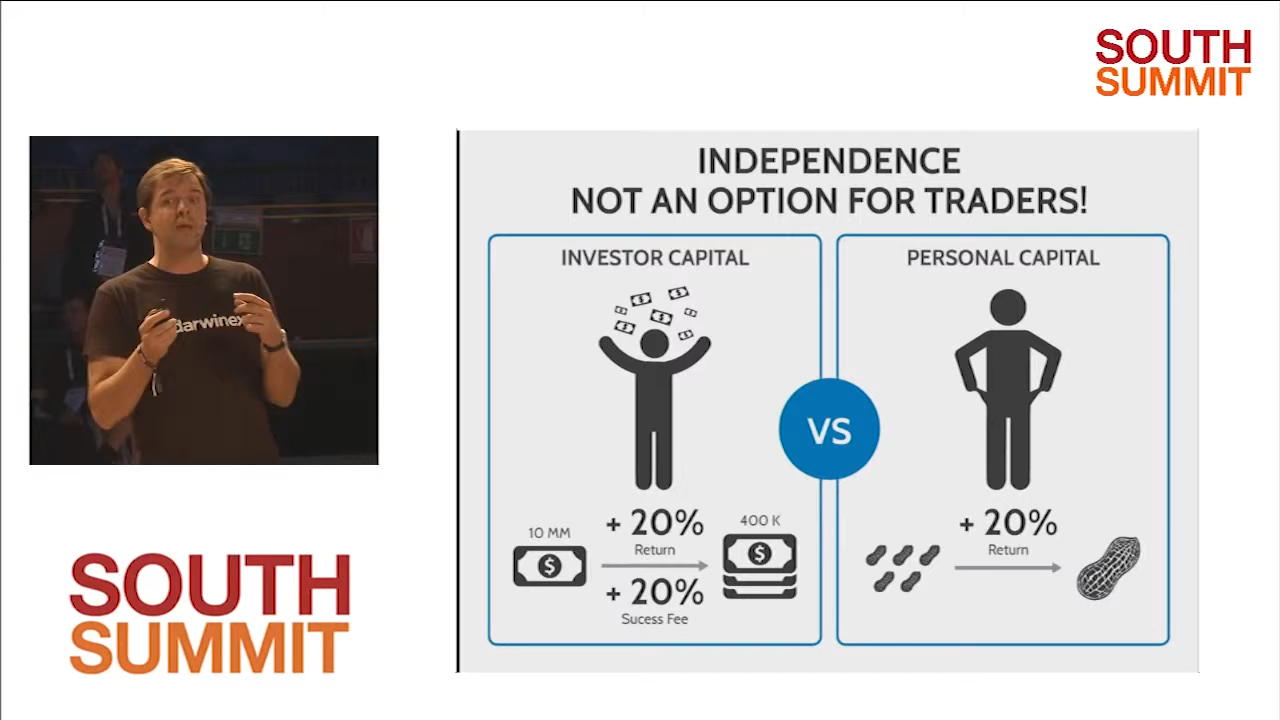 SOUTH
SUMMIT
darwinex
SOUTH
SUMMIT
INDEPENDENCE
NOT AN OPTION FOR TRADERS!
INVESTOR CAPITAL
10 MM
+ 20%
Return
+ 20%
Sucess Fee
400 K
VS
PERSONAL CAPITAL
+ 20%
Return